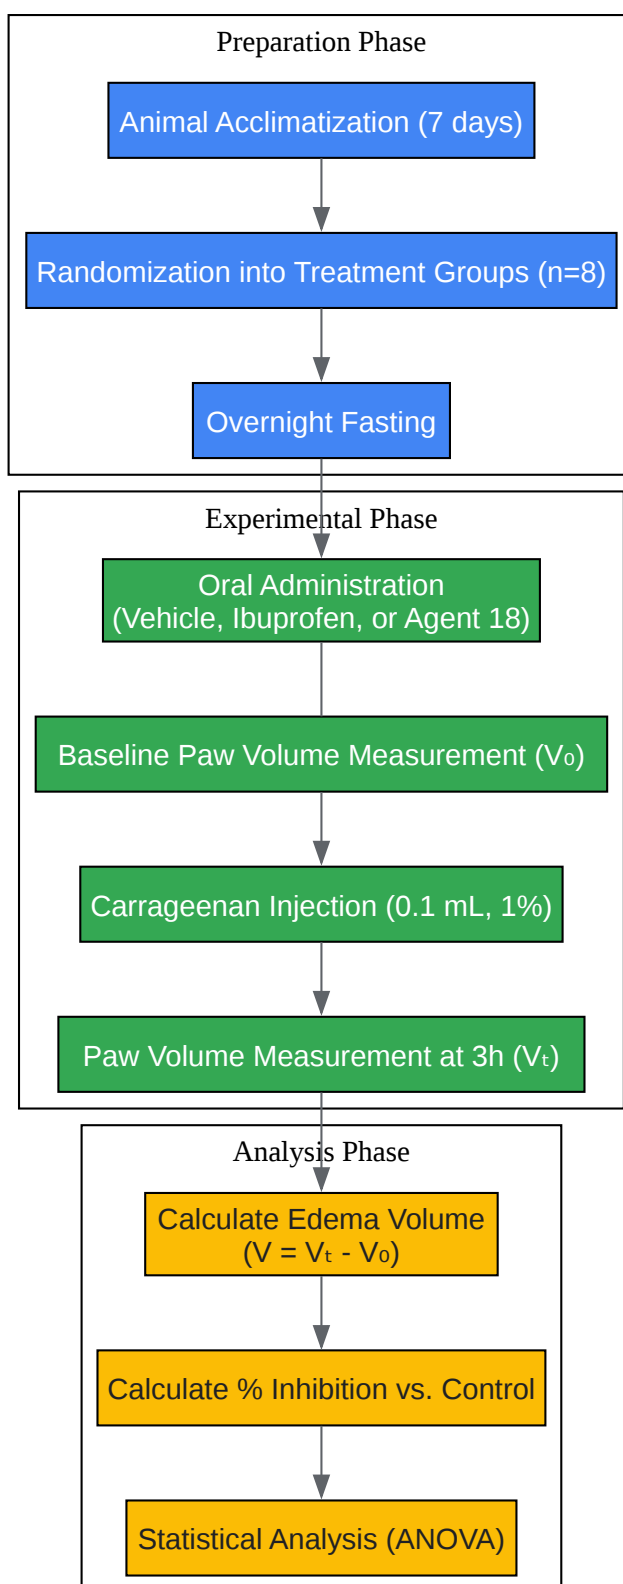 Preparation Phase
Animal Acclimatization (7 days)
Randomization into Treatment Groups (n=8)
Overnight Fasting
Experimental Phase
Oral Administration
(Vehicle, Ibuprofen, or Agent 18)
Baseline Paw Volume Measurement (V₀)
Carrageenan Injection (0.1 mL, 1%)
Paw Volume Measurement at 3h (Vₜ)
Analysis Phase
Calculate Edema Volume
(V = Vₜ - V₀)
Calculate % Inhibition vs. Control
Statistical Analysis (ANOVA)